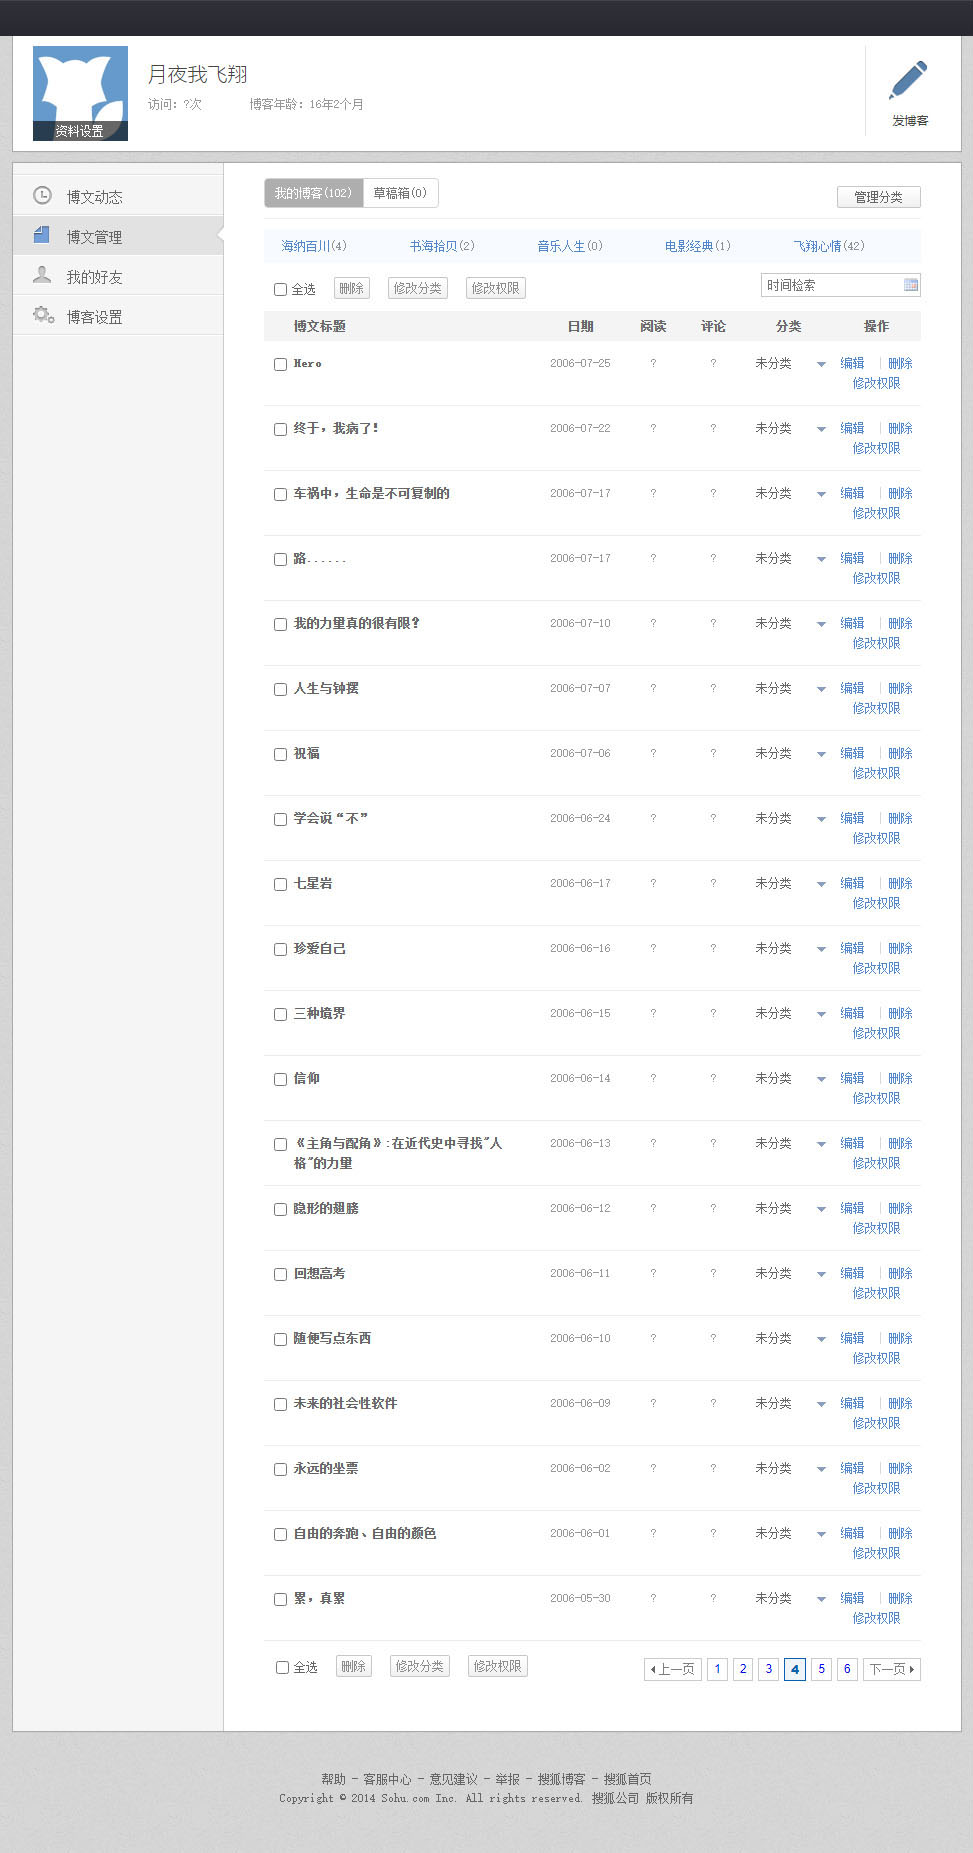 月夜我飞翔
访问: ?次 博客年龄: 16年2个月
资料设置
发博客
博文动态
博文管理
我的好友
博客设置
我的博客(102) 草稿箱(0)
管理分类
海纳百川(4) 书海拾贝(2) 音乐人生(0) 电影经典(1) 飞翔心情(42)
全选 删除 修改分类 修改权限
时间检索
博文标题 日期 阅读 评论 分类 操作
Hero 2006-07-25 ? ? 未分类 编辑 删除
修改权限
终于，我病了! 2006-07-22 ? ? 未分类 编辑 删除
修改权限
车祸中，生命是不可复制的 2006-07-17 ? ? 未分类 编辑 删除
修改权限
路...... 2006-07-17 ? ? 未分类 编辑 删除
修改权限
我的力量真的很有限? 2006-07-10 ? ? 未分类 编辑 删除
修改权限
人生与钟摆 2006-07-07 ? ? 未分类 编辑 删除
修改权限
祝福 2006-07-06 ? ? 未分类 编辑 删除
修改权限
学会说“不” 2006-06-24 ? ? 未分类 编辑 删除
修改权限
七星岩 2006-06-17 ? ? 未分类 编辑 删除
修改权限
珍爱自己 2006-06-16 ? ? 未分类 编辑 删除
修改权限
三种境界 2006-06-15 ? ? 未分类 编辑 删除
修改权限
信仰 2006-06-14 ? ? 未分类 编辑 删除
修改权限
《主角与配角》:在近代史中寻找"人 2006-06-13 ? ? 未分类 编辑 删除
格"的力量 修改权限
隐形的翅膀 2006-06-12 ? ? 未分类 编辑 删除
修改权限
回想高考 2006-06-11 ? ? 未分类 编辑 删除
修改权限
随便写点东西 2006-06-10 ? ? 未分类 编辑 删除
修改权限
未来的社会性软件 2006-06-09 ? ? 未分类 编辑 删除
修改权限
永远的坐票 2006-06-02 ? ? 未分类 编辑 删除
修改权限
自由的奔跑、自由的颜色 2006-06-01 ? ? 未分类 编辑 删除
修改权限
累，真累 2006-05-30 ? ? 未分类 编辑 删除
修改权限
全选 删除 修改分类 修改权限 上一页 1 2 3 4 5 6 下一页
帮助 - 客服中心 - 意见建议 - 举报 - 搜狐博客 - 搜狐首页
Copyright © 2014 Sohu.com Inc. All rights reserved. 搜狐公司 版权所有